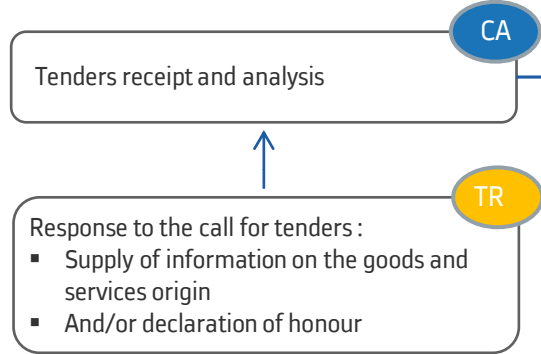 CA
Tenders receipt and analysis
TR
Response to the call for tenders :
▪ Supply of information on the goods and
services origin
▪ And/or declaration of honour